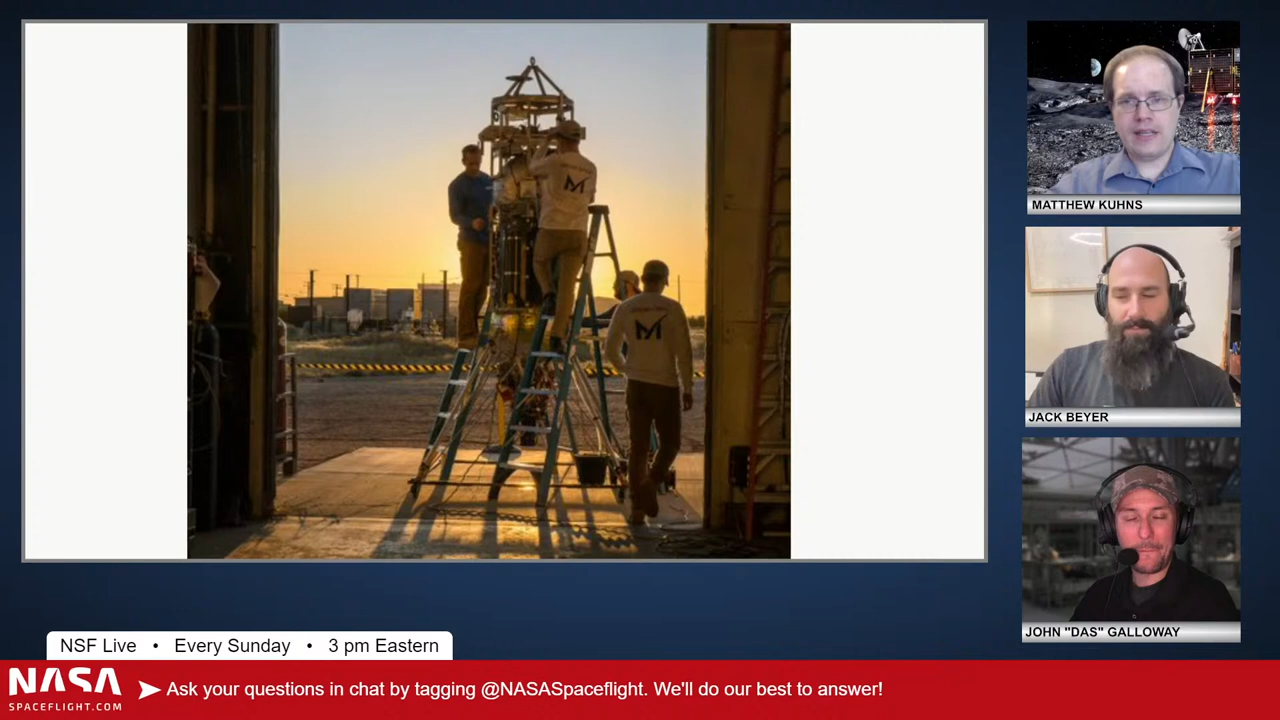 MATTHEW KUHNS
JACK BEYER
JOHN "DAS" GALLOWAY
NSF Live • Every Sunday • 3 pm Eastern
NASA
SPACEFLIGHT.COM
Ask your questions in chat by tagging @NASASpaceflight. We'll do our best to answer!